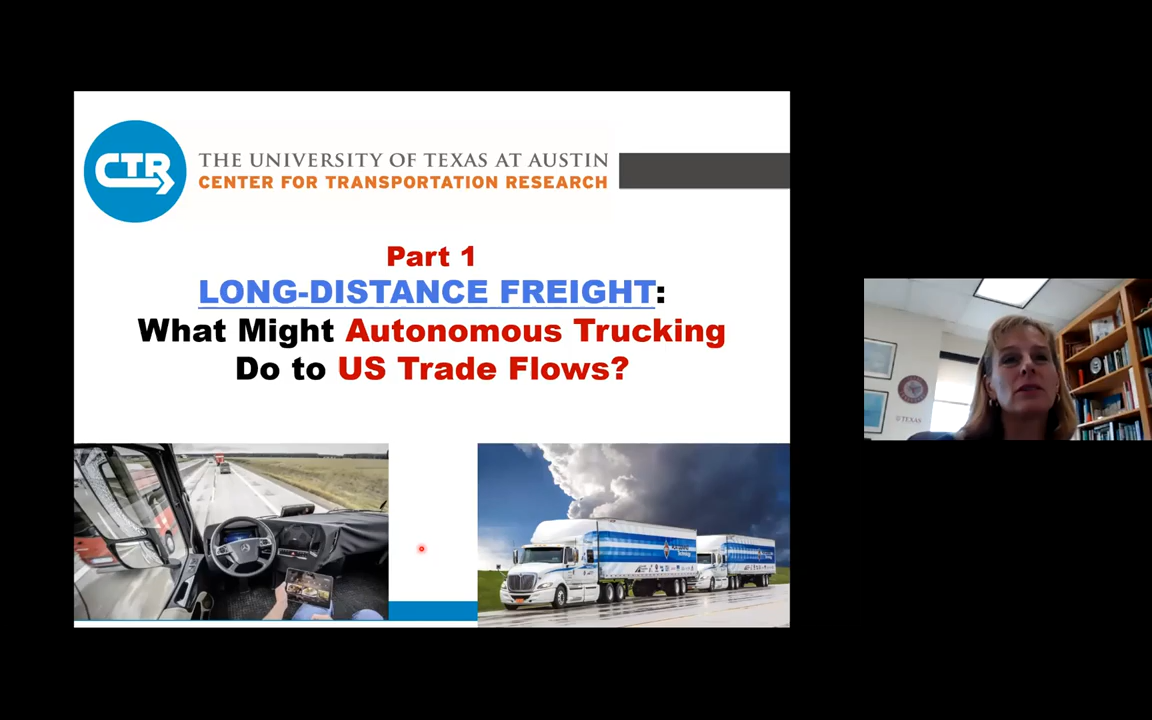 CTR
THE UNIVERSITY OF TEXAS AT AUSTIN
CENTER FOR TRANSPORTATION RESEARCH
Part 1
LONG-DISTANCE FREIGHT:
What Might Autonomous Trucking
Do to US Trade Flows?
TEXAS